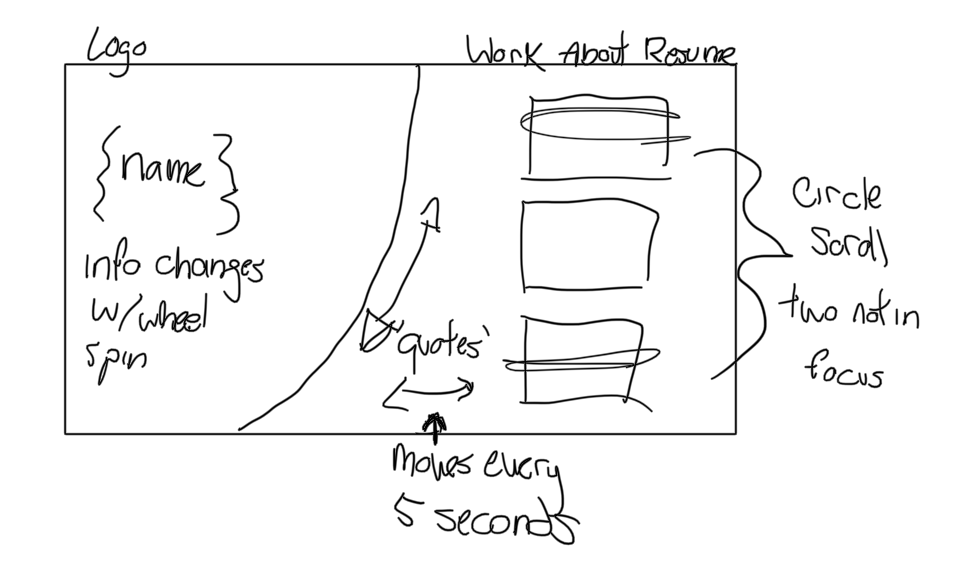 Logo
Work About Resume
{name}
info changes
w/wheel
spin
"quotes"
Moves every
5 seconds
Circle
Scroll
two not in
focus